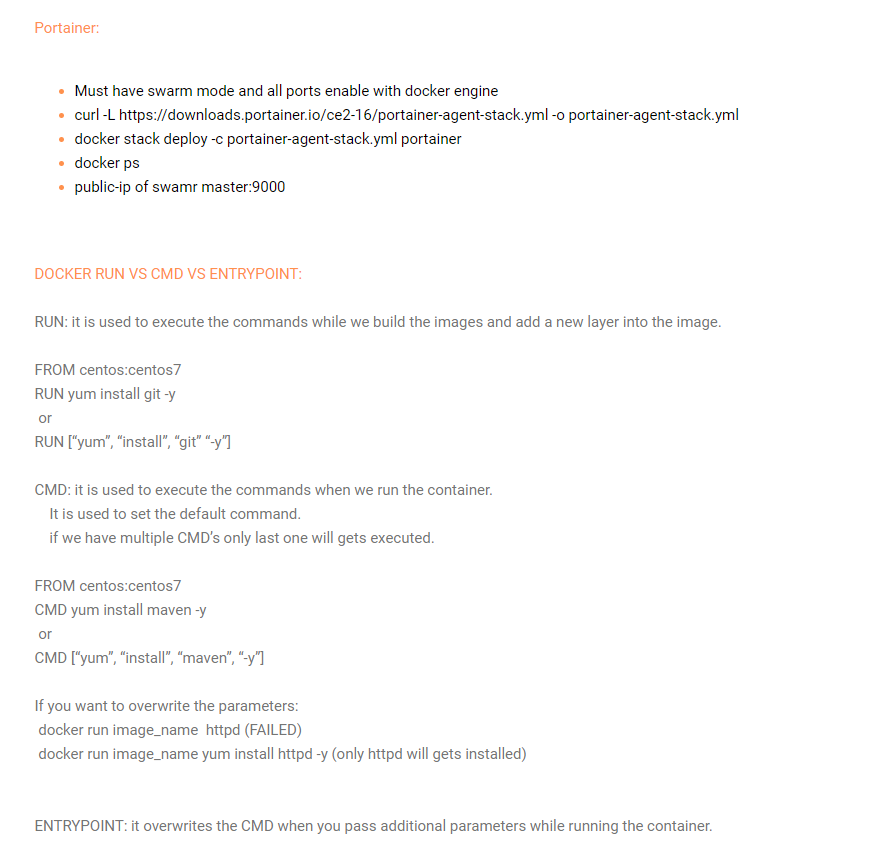 Portainer:
Must have swarm mode and all ports enable with docker engine
curl -L https://downloads.portainer.io/ce2-16/portainer-agent-stack.yml -o portainer-agent-stack.yml
docker stack deploy -c portainer-agent-stack.yml portainer
docker ps
public-ip of swamr master:9000
DOCKER RUN VS CMD VS ENTRYPOINT:
RUN: it is used to execute the commands while we build the images and add a new layer into the image.
FROM centos:centos7
RUN yum install git -y
or
RUN [“yum”, “install”, “git” “-y”]
CMD: it is used to execute the commands when we run the container.
It is used to set the default command.
if we have multiple CMD’s only last one will gets executed.
FROM centos:centos7
CMD yum install maven -y
or
CMD [“yum”, “install”, “maven”, “-y”]
If you want to overwrite the parameters:
docker run image_name  httpd (FAILED)
docker run image_name yum install httpd -y (only httpd will gets installed)
ENTRYPOINT: it overwrites the CMD when you pass additional parameters while running the container.